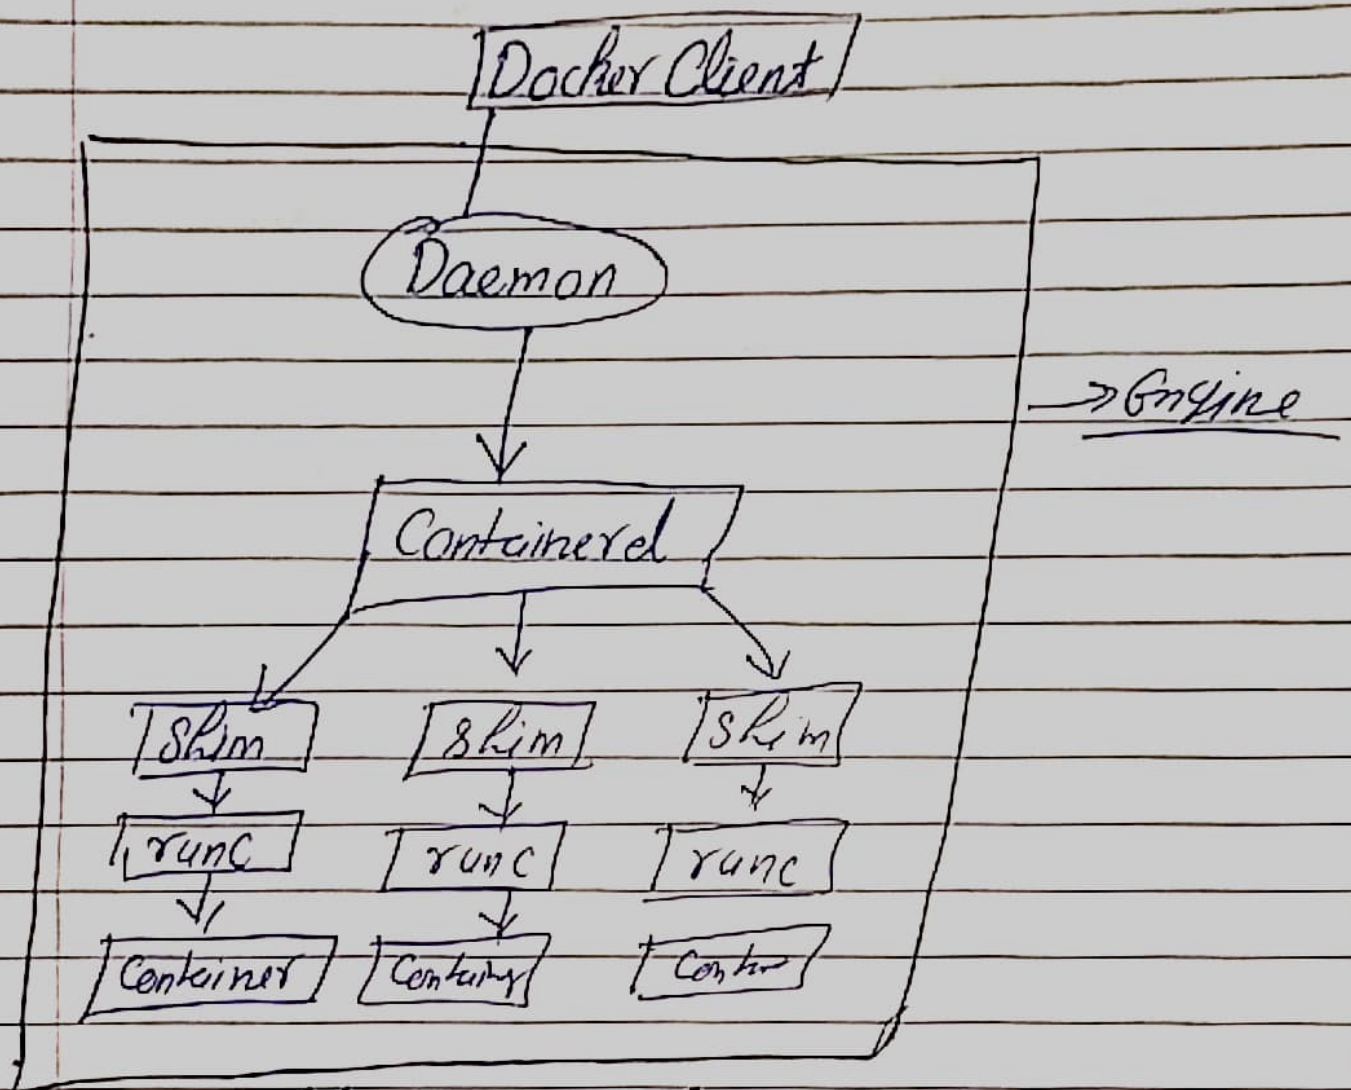 Docker Client
Daemon
→ Engine
Containerd
shim shim shim
runc runc runc
Container